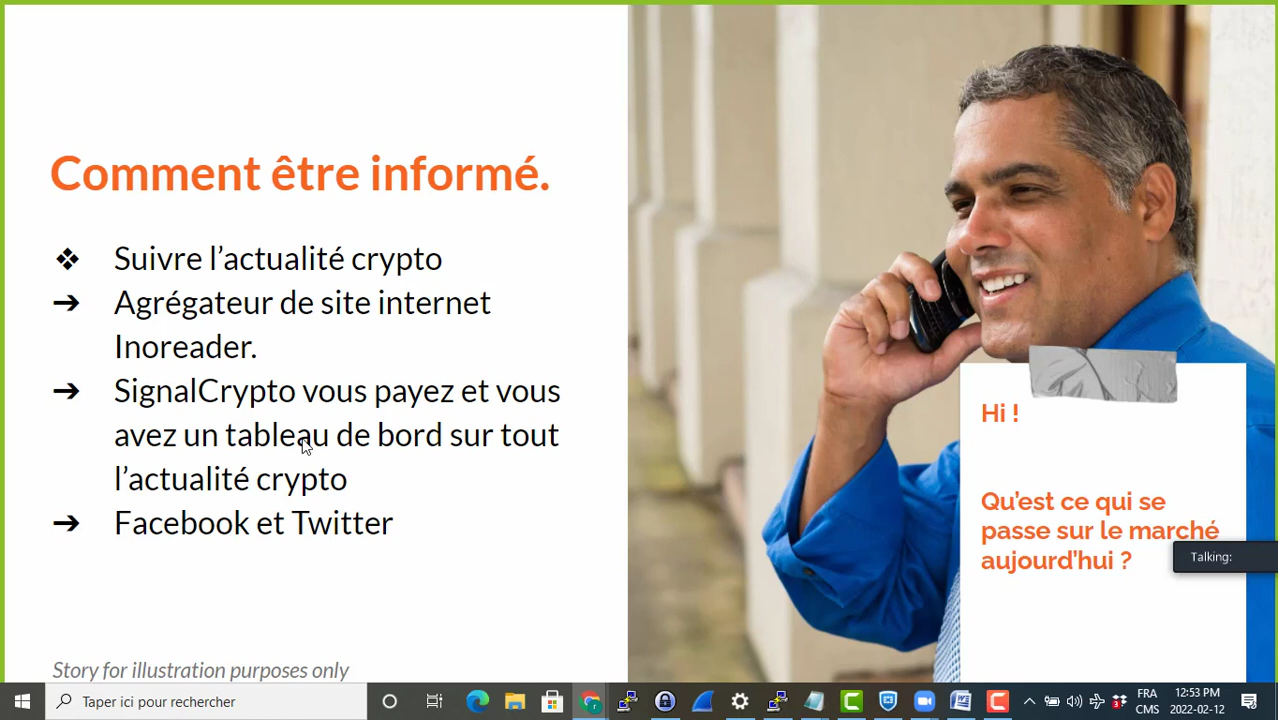 Comment être informé.
❖ Suivre l’actualité crypto
➔ Agrégateur de site internet
Inoreader.
➔ SignalCrypto vous payez et vous
avez un tableau de bord sur tout
l’actualité crypto
➔ Facebook et Twitter
Story for illustration purposes only
Hi !
Qu’est ce qui se
passe sur le marché
aujourd’hui ?
Talking:
Taper ici pour rechercher
FRA
CMS
12:53 PM
2022-02-12